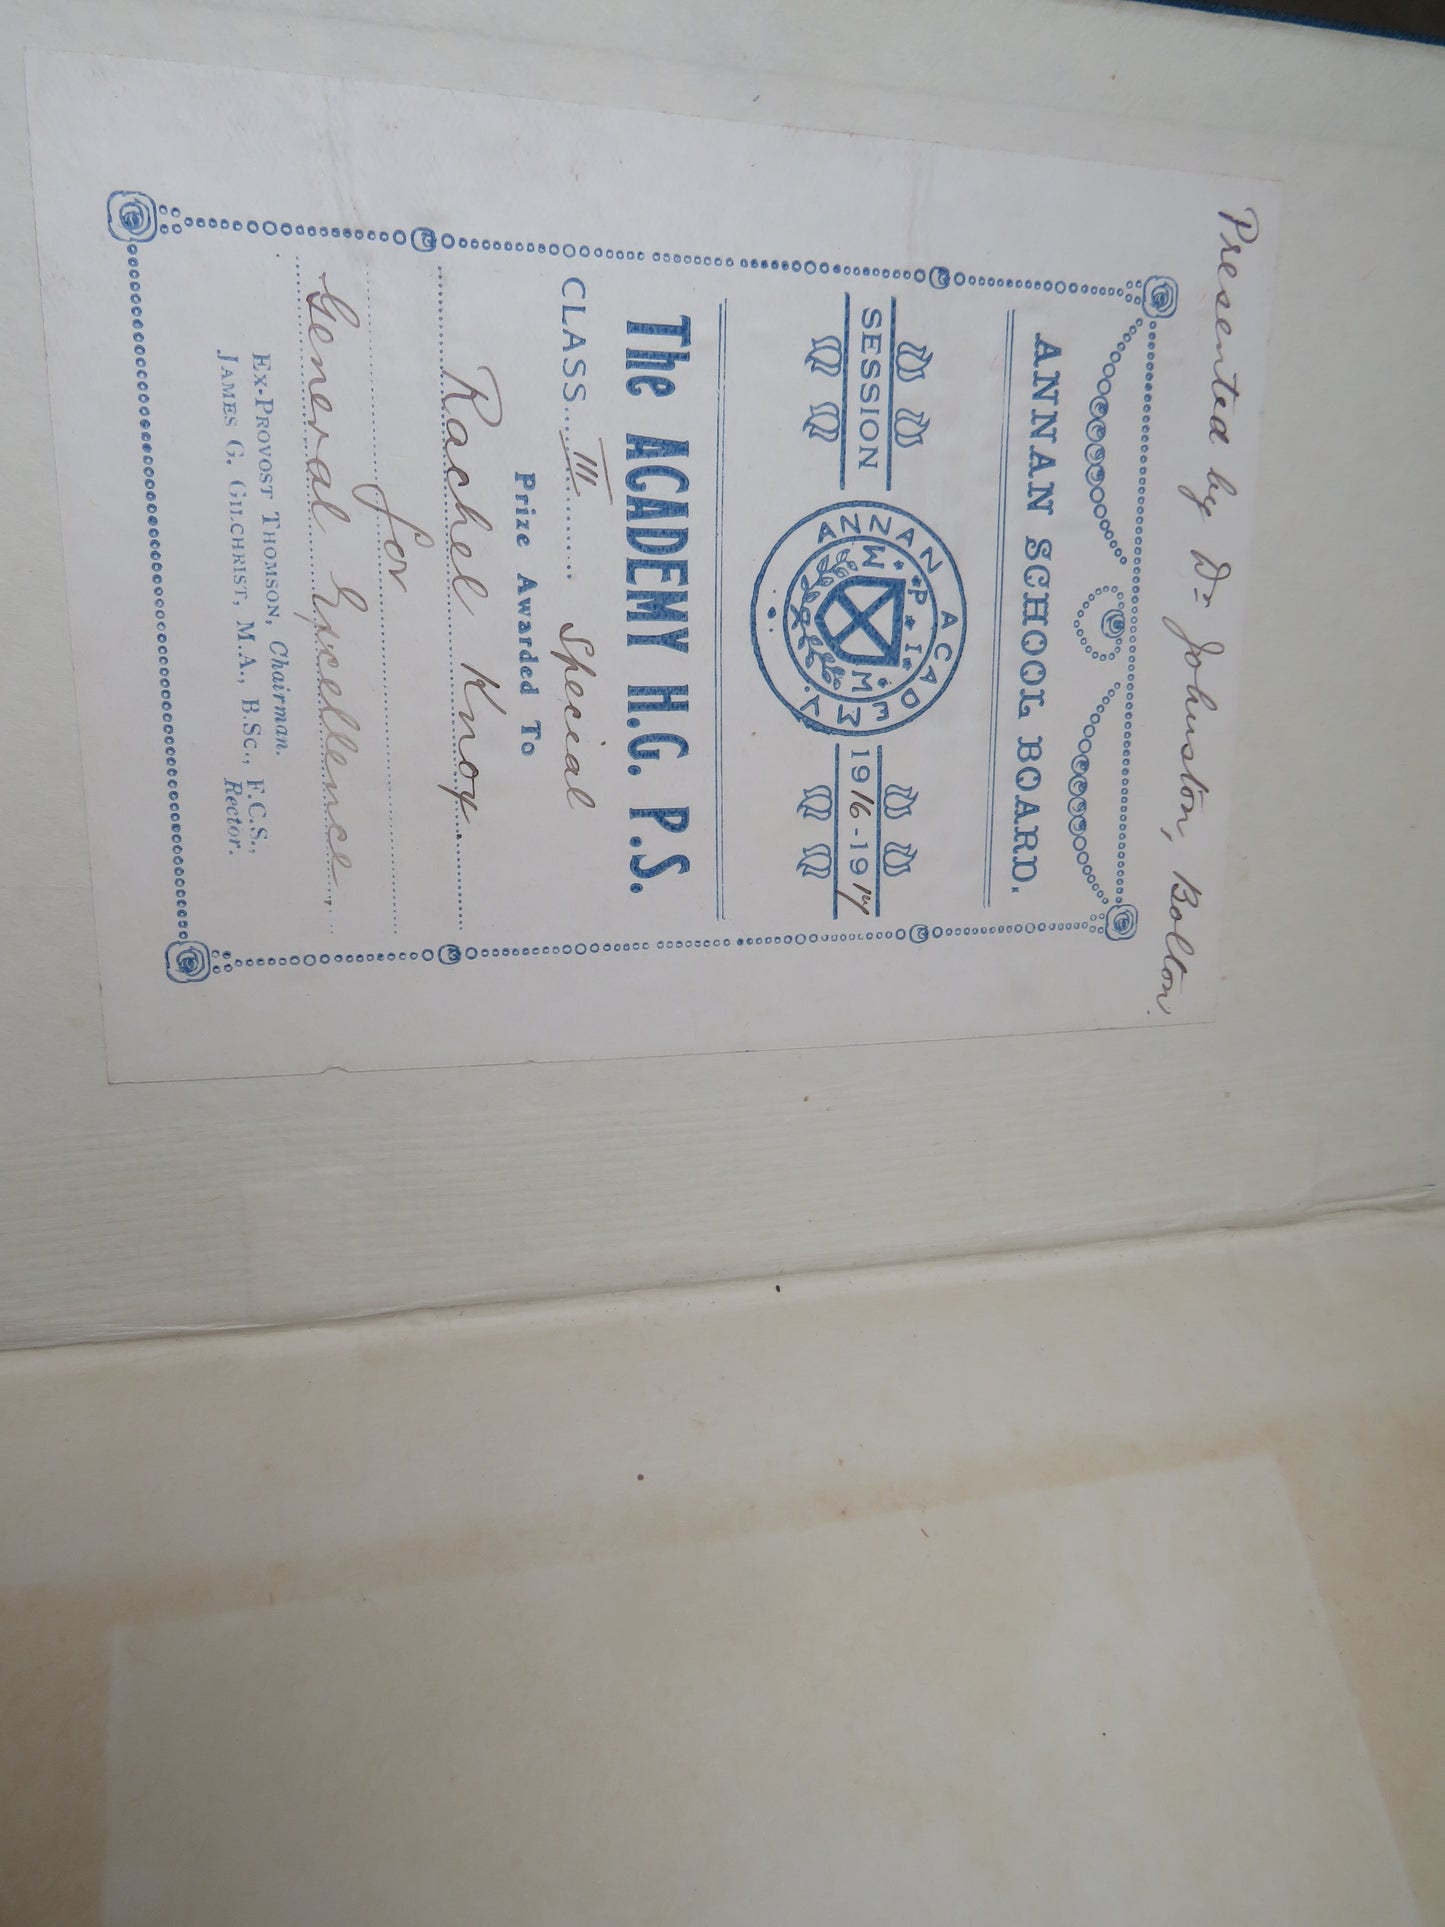 Presented by Dr Johnston, Bolton.
ANNAN SCHOOL BOARD.
SESSION 1916-1917
ANNAN ACADEMY.
The ACADEMY H.G. P.S.
CLASS... III ...... Special
Prize Awarded To
Rachel Knox
for
General Excellence
EX-PROVOST THOMSON, Chairman.
JAMES G. GILCHRIST, M.A., B.Sc., F.C.S.,
Rector.